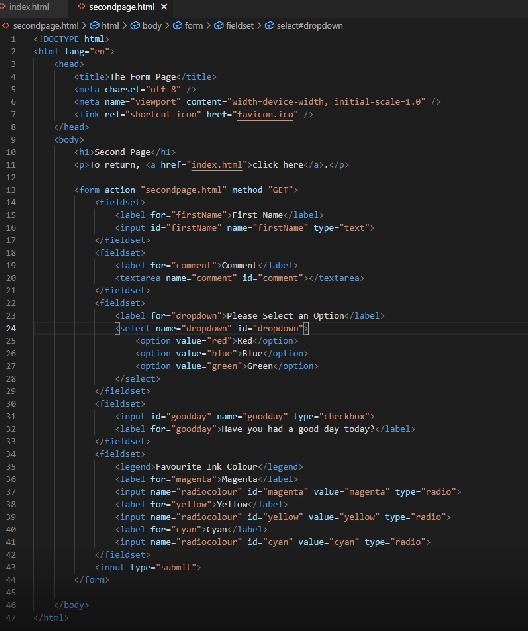 index.html
secondpage.html ×
secondpage.html > html > body > form > fieldset > select#dropdown
1 <!DOCTYPE html>
2 <html lang="en">
3 <head>
4 <title>The Form Page</title>
5 <meta charset="utf-8" />
6 <meta name="viewport" content="width=device-width, initial-scale=1.0" />
7 <link rel="shortcut icon" href="favicon.ico" />
8 </head>
9 <body>
10 <h1>Second Page</h1>
11 <p>To return, <a href="index.html">click here</a>.</p>
12
13 <form action="secondpage.html" method="GET">
14 <fieldset>
15 <label for="firstName">First Name</label>
16 <input id="firstName" name="firstName" type="text">
17 </fieldset>
18 <fieldset>
19 <label for="comment">Comment</label>
20 <textarea name="comment" id="comment"></textarea>
21 </fieldset>
22 <fieldset>
23 <label for="dropdown">Please Select an Option</label>
24 <select name="dropdown" id="dropdown">
25 <option value="red">Red</option>
26 <option value="blue">Blue</option>
27 <option value="green">Green</option>
28 </select>
29 </fieldset>
30 <fieldset>
31 <input id="goodday" name="goodday" type="checkbox">
32 <label for="goodday">Have you had a good day today?</label>
33 </fieldset>
34 <fieldset>
35 <legend>Favourite Ink Colour</legend>
36 <label for="magenta">Magenta</label>
37 <input name="radiocolour" id="magenta" value="magenta" type="radio">
38 <label for="yellow">Yellow</label>
39 <input name="radiocolour" id="yellow" value="yellow" type="radio">
40 <label for="cyan">Cyan</label>
41 <input name="radiocolour" id="cyan" value="cyan" type="radio">
42 </fieldset>
43 <input type="submit">
44 </form>
45
46 </body>
47 </html>